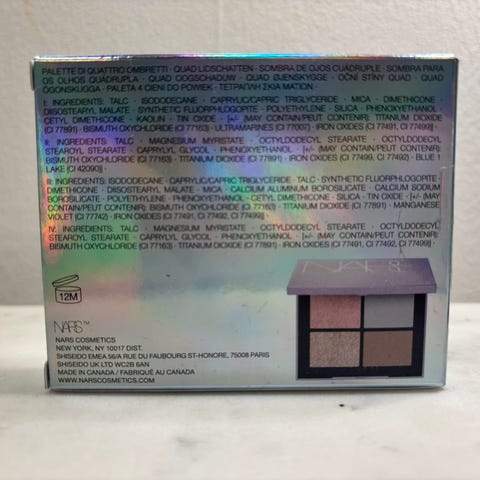 PALETTE DI QUATTRO OMBRETTI · QUAD LIDSCHATTEN · SOMBRA DE OJOS CUÁDRUPLE · SOMBRA PARA
OS OLHOS QUÁDRUPLA · QUAD OOGSCHADUW · QUAD ØJENSKYGGE · OČNÍ STÍNY QUAD · QUAD
ÖGONSKUGGA · PALETA 4 CIENI DO POWIEK · ΤΕΤΡΑΠΛΗ ΣΚΙΑ ΜΑΤΙΩΝ
I: INGREDIENTS: TALC · ISODODECANE · CAPRYLIC/CAPRIC TRIGLYCERIDE · MICA · DIMETHICONE ·
DIISOSTEARYL MALATE · SYNTHETIC FLUORPHLOGOPITE · POLYETHYLENE · SILICA · PHENOXYETHANOL ·
CETYL DIMETHICONE · KAOLIN · TIN OXIDE · [+/- (MAY CONTAIN/PEUT CONTENIR): TITANIUM DIOXIDE
(CI 77891) · BISMUTH OXYCHLORIDE (CI 77163) · ULTRAMARINES (CI 77007) · IRON OXIDES (CI 77491, CI 77499)] ·
II: INGREDIENTS: TALC · MAGNESIUM MYRISTATE · OCTYLDODECYL STEARATE · OCTYLDODECYL
STEAROYL STEARATE · CAPRYLYL GLYCOL · PHENOXYETHANOL · [+/- (MAY CONTAIN/PEUT CONTENIR):
BISMUTH OXYCHLORIDE (CI 77163) · TITANIUM DIOXIDE (CI 77891) · IRON OXIDES (CI 77499, CI 77492) · BLUE 1
LAKE (CI 42090)] ·
III: INGREDIENTS: ISODODECANE · CAPRYLIC/CAPRIC TRIGLYCERIDE · TALC · SYNTHETIC FLUORPHLOGOPITE ·
DIMETHICONE · DIISOSTEARYL MALATE · MICA · CALCIUM ALUMINUM BOROSILICATE · CALCIUM SODIUM
BOROSILICATE · POLYETHYLENE · PHENOXYETHANOL · CETYL DIMETHICONE · SILICA · TIN OXIDE · [+/- (MAY
CONTAIN/PEUT CONTENIR): BISMUTH OXYCHLORIDE (CI 77163) · TITANIUM DIOXIDE (CI 77891) · MANGANESE
VIOLET (CI 77742) · IRON OXIDES (CI 77491, CI 77492, CI 77499)] ·
IV: INGREDIENTS: TALC · MAGNESIUM MYRISTATE · OCTYLDODECYL STEARATE · OCTYLDODECYL
STEAROYL STEARATE · CAPRYLYL GLYCOL · PHENOXYETHANOL · [+/- (MAY CONTAIN/PEUT CONTENIR):
BISMUTH OXYCHLORIDE (CI 77163) · TITANIUM DIOXIDE (CI 77891) · IRON OXIDES (CI 77491, CI 77492, CI 77499)] ·
NARS
12M
NARS™
NARS COSMETICS
NEW YORK, NY 10017 DIST.
SHISEIDO EMEA 56/A RUE DU FAUBOURG ST-HONORE, 75008 PARIS
SHISEIDO UK LTD WC2B 6AN
MADE IN CANADA / FABRIQUÉ AU CANADA
WWW.NARSCOSMETICS.COM